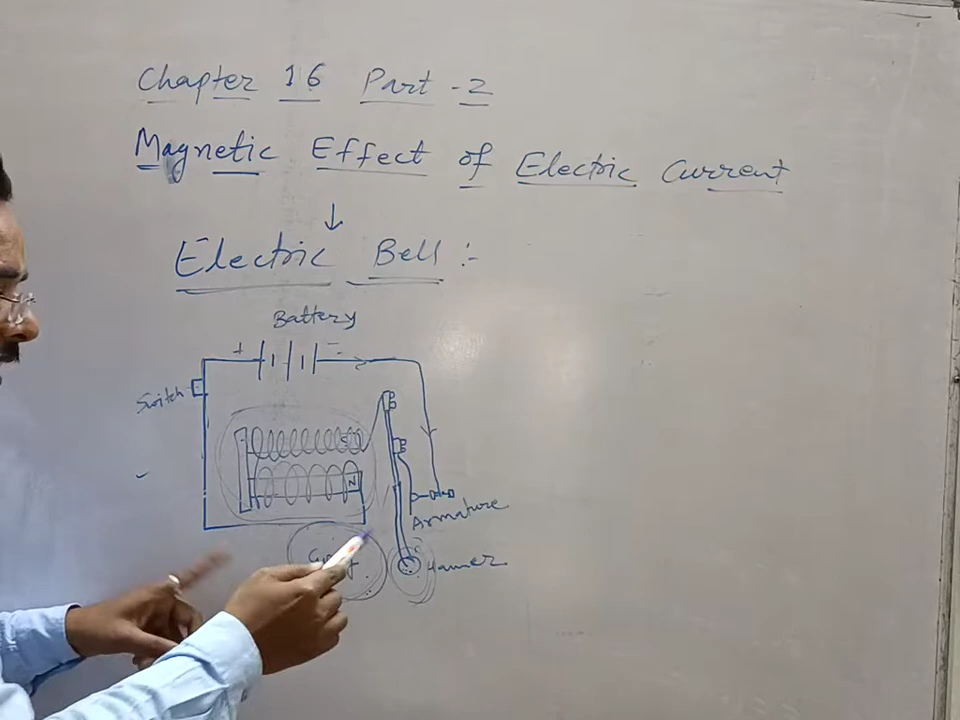 Chapter 16 Part -2
Magnetic Effect of Electric Current
↓
Electric Bell :-
Battery
+ -
Switch
S
N
Armature
Hammer